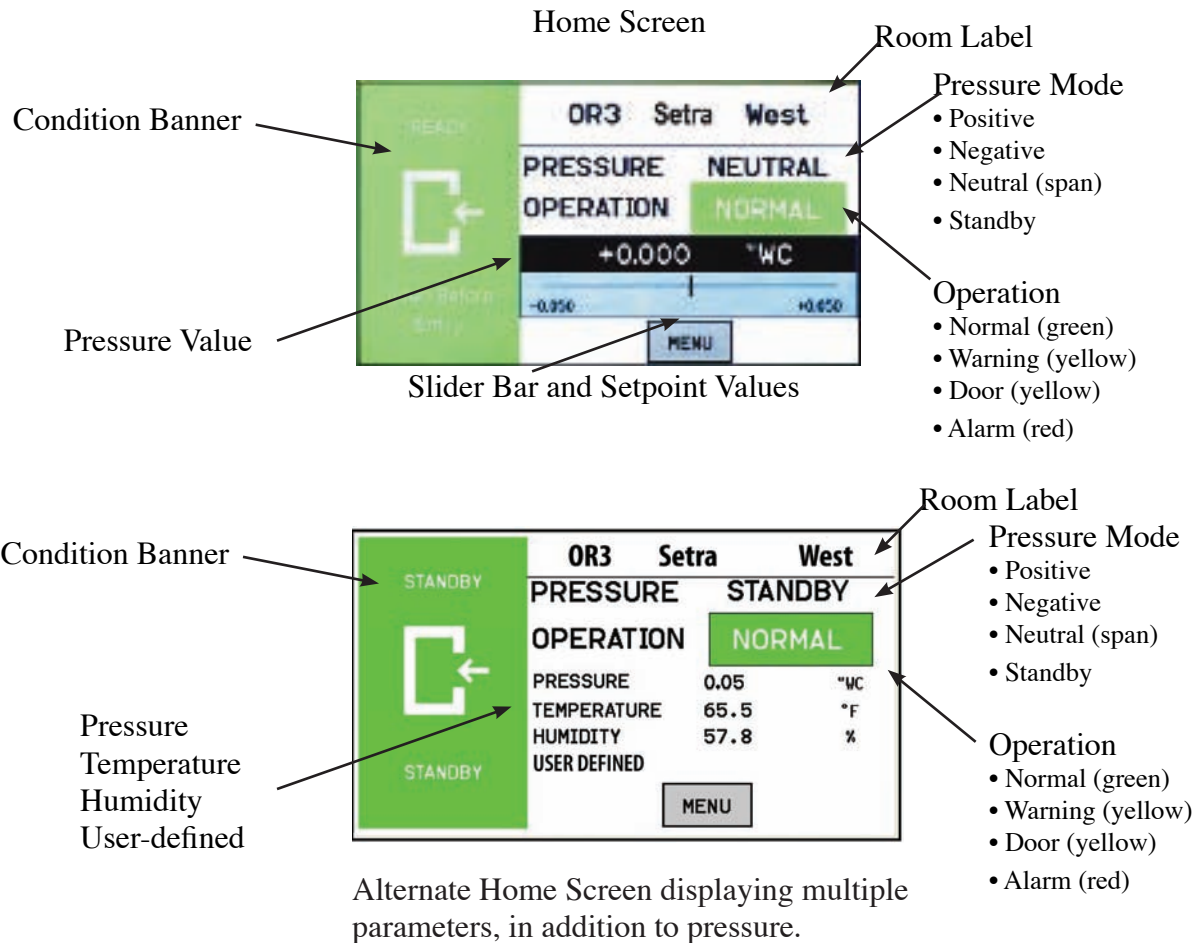 Home Screen
Room Label
Condition Banner
Pressure Mode
• Positive
• Negative
• Neutral (span)
• Standby
READY
OR3 Setra West
PRESSURE NEUTRAL
OPERATION NORMAL
+0.000 "WC
-0.050 +0.050
Entry
MENU
Pressure Value
Slider Bar and Setpoint Values
Operation
• Normal (green)
• Warning (yellow)
• Door (yellow)
• Alarm (red)
Room Label
Condition Banner
Pressure Mode
• Positive
• Negative
• Neutral (span)
• Standby
STANDBY
OR3 Setra West
PRESSURE STANDBY
OPERATION NORMAL
PRESSURE 0.05 "WC
TEMPERATURE 65.5 °F
HUMIDITY 57.8 %
USER DEFINED
STANDBY
MENU
Pressure
Temperature
Humidity
User-defined
Operation
• Normal (green)
• Warning (yellow)
• Door (yellow)
• Alarm (red)
Alternate Home Screen displaying multiple
parameters, in addition to pressure.